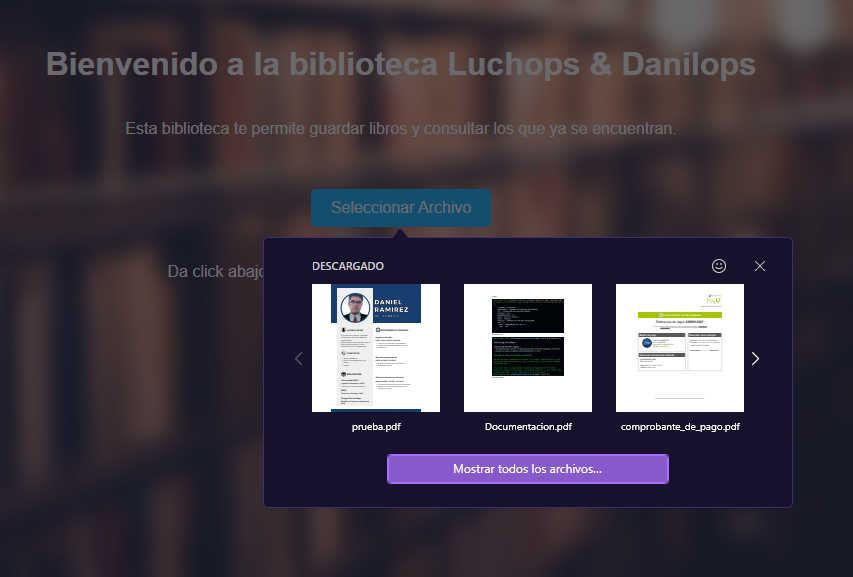 Bienvenido a la biblioteca Luchops & Danilops
Esta biblioteca te permite guardar libros y consultar los que ya se encuentran.
Seleccionar Archivo
Da click abajo
DESCARGADO
DANIEL
RAMIREZ
PayU
prueba.pdf
Documentacion.pdf
comprobante_de_pago.pdf
Mostrar todos los archivos...